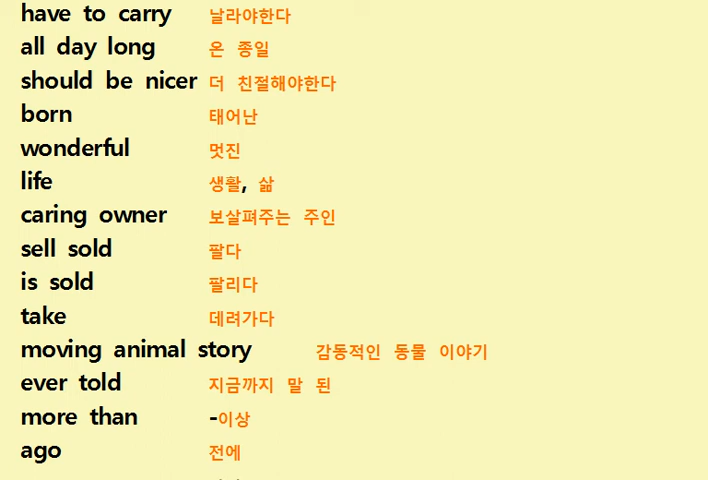 have to carry 날라야한다
all day long 온 종일
should be nicer 더 친절해야한다
born 태어난
wonderful 멋진
life 생활, 삶
caring owner 보살펴주는 주인
sell sold 팔다
is sold 팔리다
take 데려가다
moving animal story 감동적인 동물 이야기
ever told 지금까지 말 된
more than -이상
ago 전에